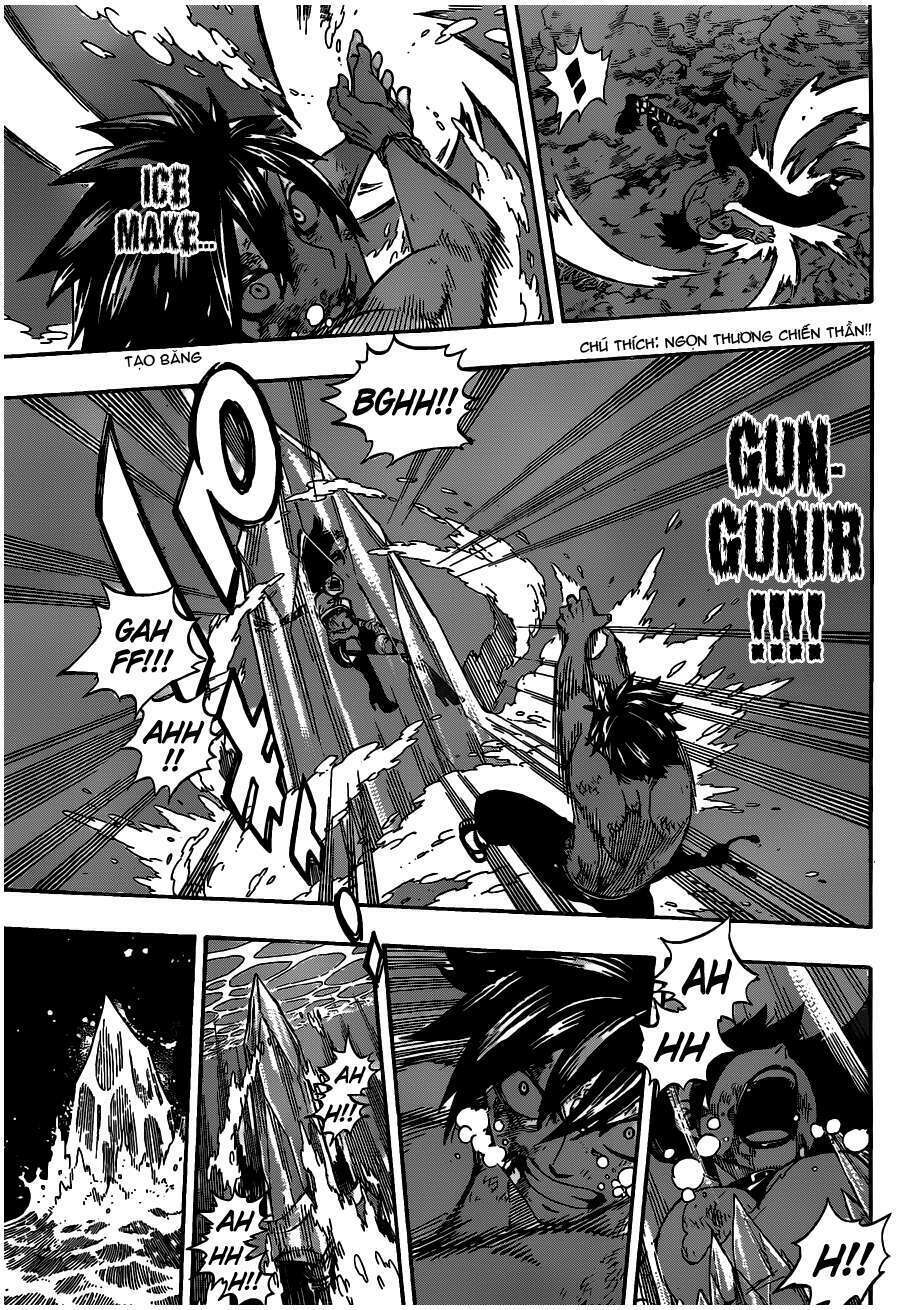 !
ICE
MAKE...
TẠO BĂNG
CHÚ THÍCH: NGỌN THƯƠNG CHIẾN THẦN!!
GUN-
GUNIR
!!!!
BGHH!!
GAH
FF!!!
AHH
!!
AH
HH
H!!
AH
H!!
AH
HH
H!!